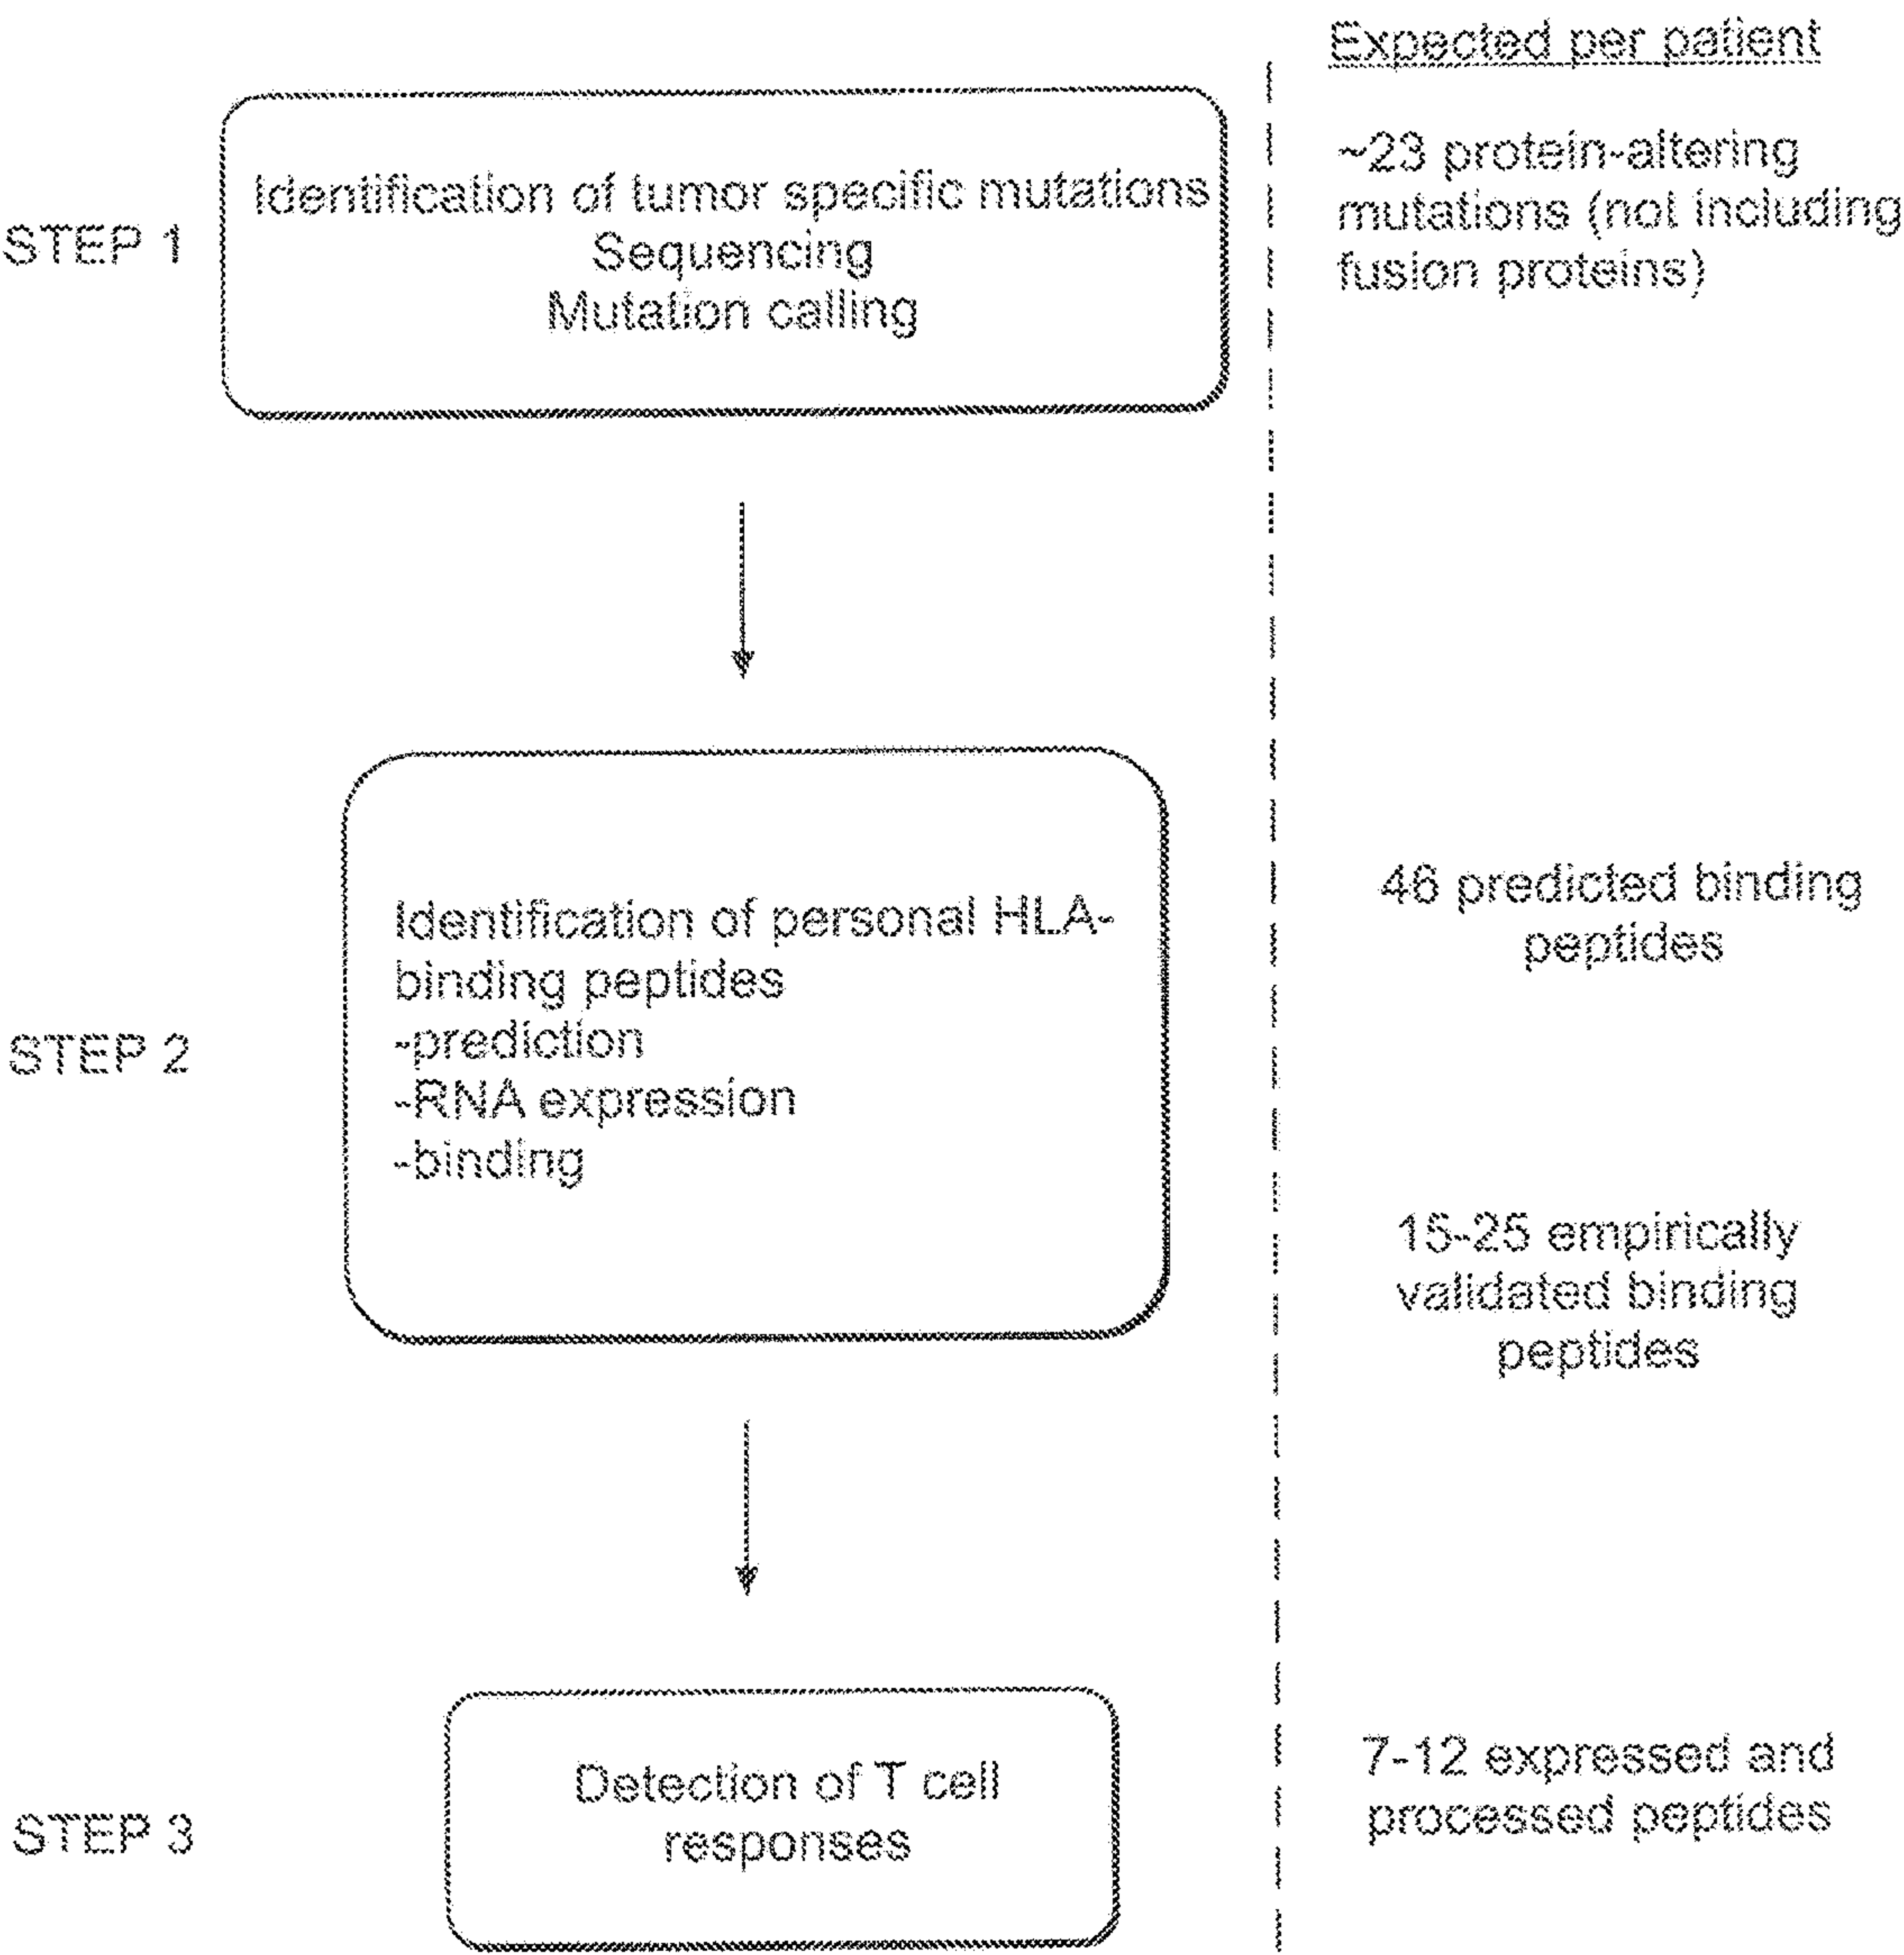 Expected per patient
STEP 1
Identification of tumor specific mutations
Sequencing
Mutation calling
~23 protein-altering
mutations (not including
fusion proteins)
STEP 2
Identification of personal HLA-
binding peptides
-prediction
-RNA expression
-binding
46 predicted binding
peptides
15-25 empirically
validated binding
peptides
STEP 3
Detection of T cell
responses
7-12 expressed and
processed peptides